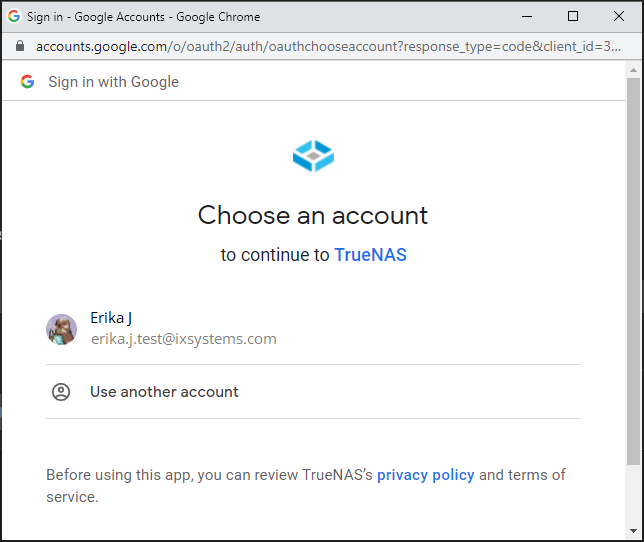 Sign in - Google Accounts - Google Chrome
accounts.google.com/o/oauth2/auth/oauthchooseaccount?response_type=code&client_id=3...
Sign in with Google
Choose an account
to continue to TrueNAS
Erika J
erika.j.test@ixsystems.com
Use another account
Before using this app, you can review TrueNAS's privacy policy and terms of
service.